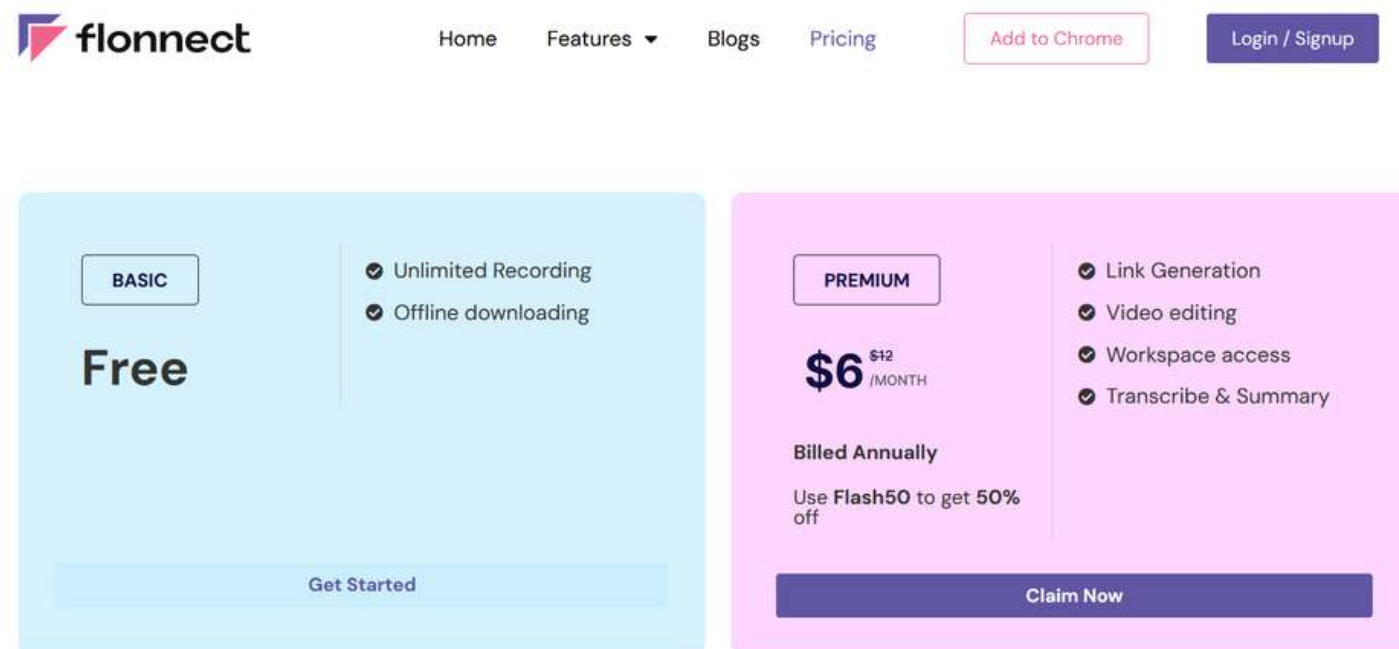 flonnect
Home Features Blogs Pricing Add to Chrome Login / Signup
BASIC
Free
Unlimited Recording
Offline downloading
Get Started
PREMIUM
$6 $12
/MONTH
Billed Annually
Use Flash50 to get 50%
off
Link Generation
Video editing
Workspace access
Transcribe & Summary
Claim Now